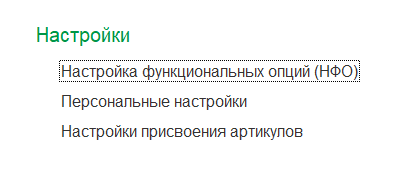 Настройки
Настройка функциональных опций (НФО)
Персональные настройки
Настройки присвоения артикулов